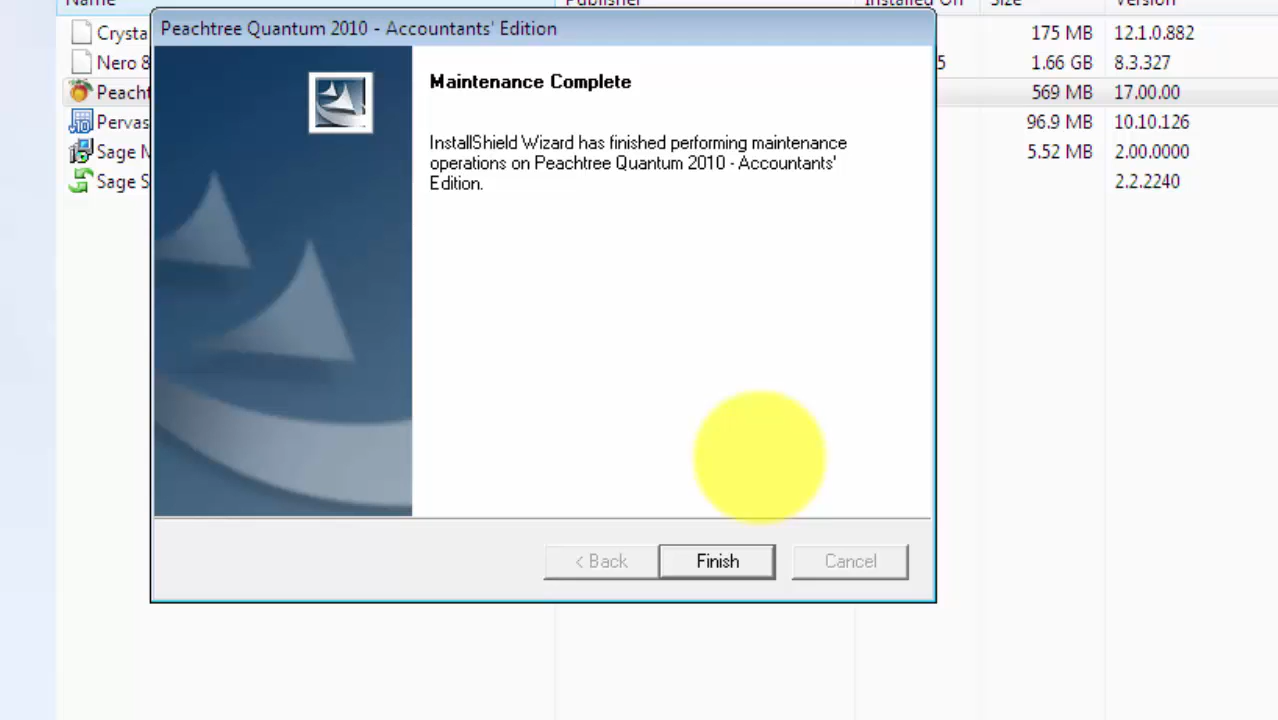 Name Publisher Installed On Size Version
Peachtree Quantum 2010 - Accountants' Edition
Crysta 175 MB 12.1.0.882
Nero 8 5 1.66 GB 8.3.327
Peacht 569 MB 17.00.00
Pervas 96.9 MB 10.10.126
Sage M 5.52 MB 2.00.0000
Sage S 2.2.2240
Maintenance Complete
InstallShield Wizard has finished performing maintenance
operations on Peachtree Quantum 2010 - Accountants'
Edition.
< Back Finish Cancel